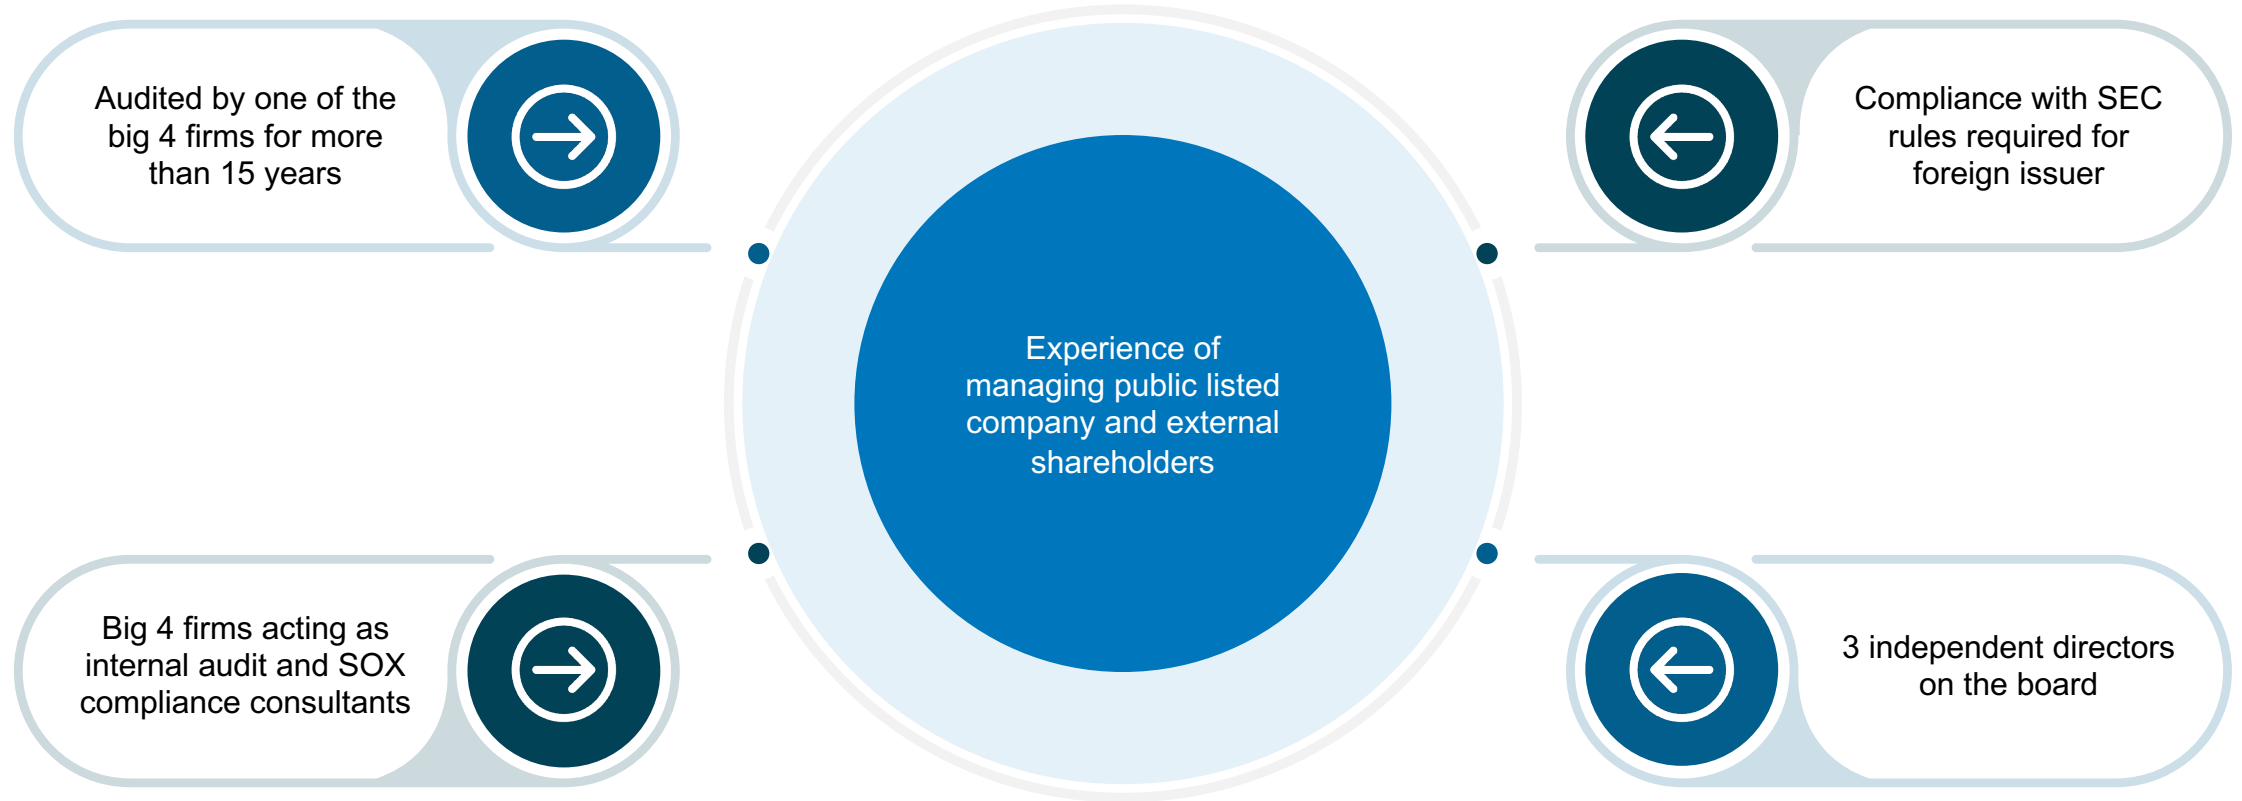 Audited by one of the
big 4 firms for more
than 15 years
Compliance with SEC
rules required for
foreign issuer
Experience of
managing public listed
company and external
shareholders
Big 4 firms acting as
internal audit and SOX
compliance consultants
3 independent directors
on the board